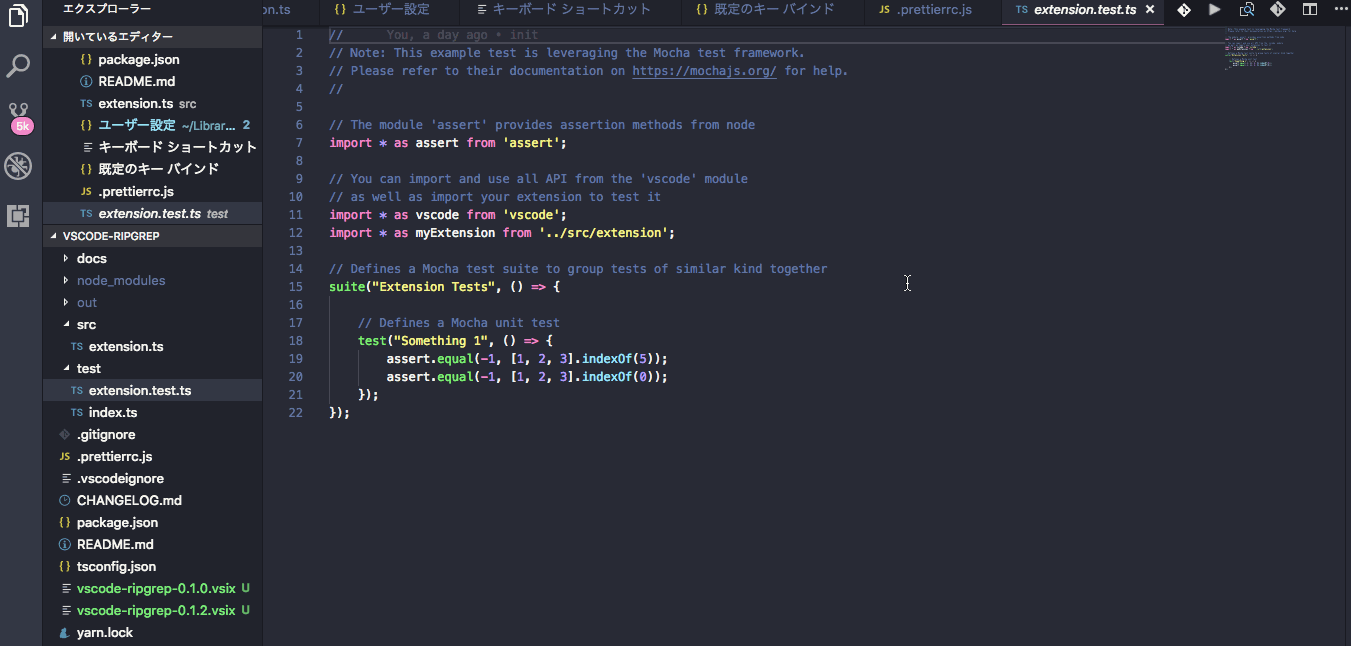 エクスプローラー
開いているエディター
{} package.json
README.md
TS extension.ts src
{} ユーザー設定 ~/Librar... 2
キーボード ショートカット
{} 既定のキー バインド
JS .prettierrc.js
TS extension.test.ts test
5k
VSCODE-RIPGREP
docs
node_modules
out
src
TS extension.ts
test
TS extension.test.ts
TS index.ts
.gitignore
JS .prettierrc.js
.vscodeignore
CHANGELOG.md
{} package.json
README.md
{} tsconfig.json
vscode-ripgrep-0.1.0.vsix U
vscode-ripgrep-0.1.2.vsix U
yarn.lock
on.ts
{} ユーザー設定
キーボード ショートカット
{} 既定のキー バインド
JS .prettierrc.js
TS extension.test.ts ×
1 // You, a day ago • init
2 // Note: This example test is leveraging the Mocha test framework.
3 // Please refer to their documentation on https://mochajs.org/ for help.
4 //
5
6 // The module 'assert' provides assertion methods from node
7 import * as assert from 'assert';
8
9 // You can import and use all API from the 'vscode' module
10 // as well as import your extension to test it
11 import * as vscode from 'vscode';
12 import * as myExtension from '../src/extension';
13
14 // Defines a Mocha test suite to group tests of similar kind together
15 suite("Extension Tests", () => {
16
17     // Defines a Mocha unit test
18     test("Something 1", () => {
19         assert.equal(-1, [1, 2, 3].indexOf(5));
20         assert.equal(-1, [1, 2, 3].indexOf(0));
21     });
22 });